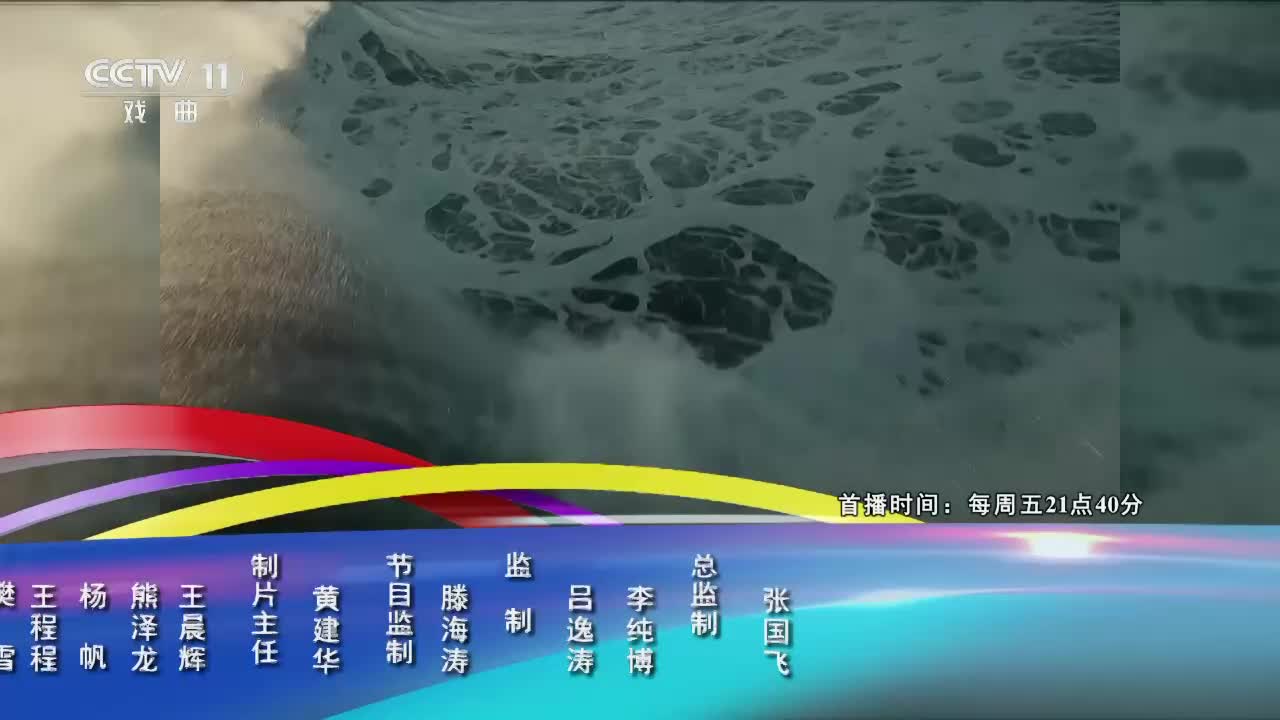 CCTV 11
戏曲
首播时间：每周五21点40分
樊雪
王程程
杨帆
熊泽龙
王晨辉
制片主任
黄建华
节目监制
滕海涛
监制
吕逸涛
李纯博
总监制
张国飞